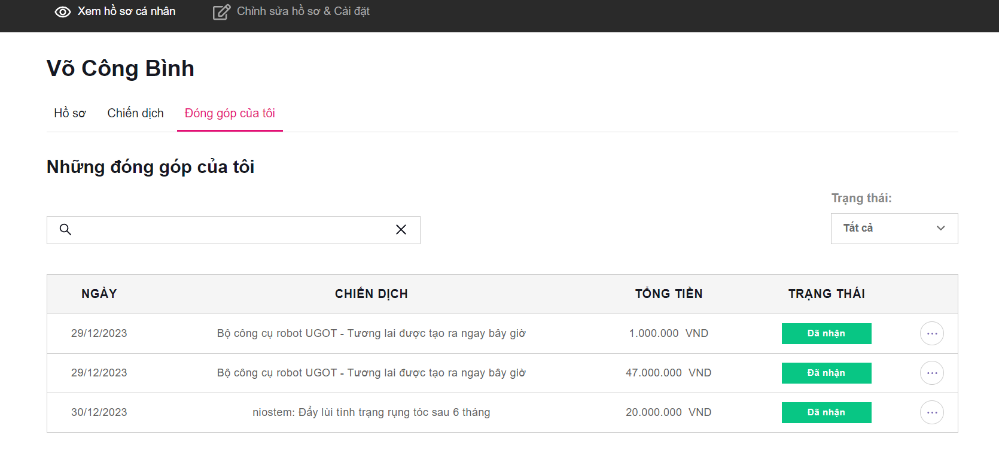 Xem hồ sơ cá nhân Chỉnh sửa hồ sơ & Cài đặt
Võ Công Bình
Hồ sơ Chiến dịch Đóng góp của tôi
Những đóng góp của tôi
Trạng thái:
Tất cả
NGÀY CHIẾN DỊCH TỔNG TIỀN TRẠNG THÁI
29/12/2023 Bộ công cụ robot UGOT - Tương lai được tạo ra ngay bây giờ 1.000.000 VND Đã nhận
29/12/2023 Bộ công cụ robot UGOT - Tương lai được tạo ra ngay bây giờ 47.000.000 VND Đã nhận
30/12/2023 niostem: Đẩy lùi tình trạng rụng tóc sau 6 tháng 20.000.000 VND Đã nhận